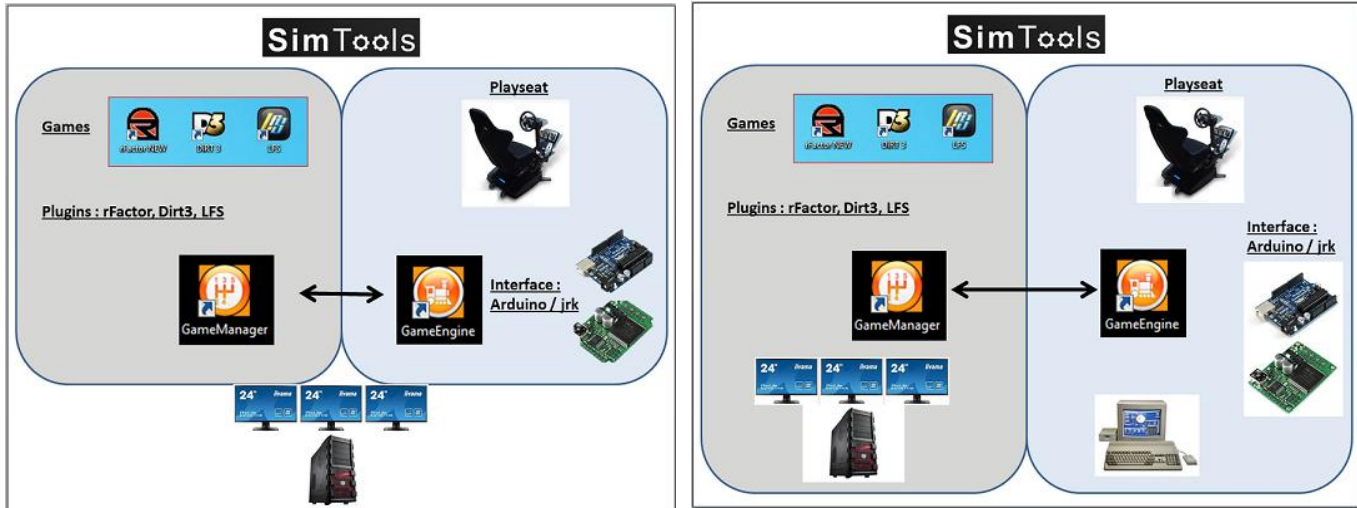 SimTools
Playseat
Games
rFactor NEW
DiRT 3
LFS
Plugins : rFactor, Dirt3, LFS
Interface :
Arduino / jrk
GameManager
GameEngine
24"
24"
24"
SimTools
Playseat
Games
rFactor NEW
DiRT 3
LFS
Plugins : rFactor, Dirt3, LFS
Interface :
Arduino / jrk
GameManager
GameEngine
24"
24"
24"